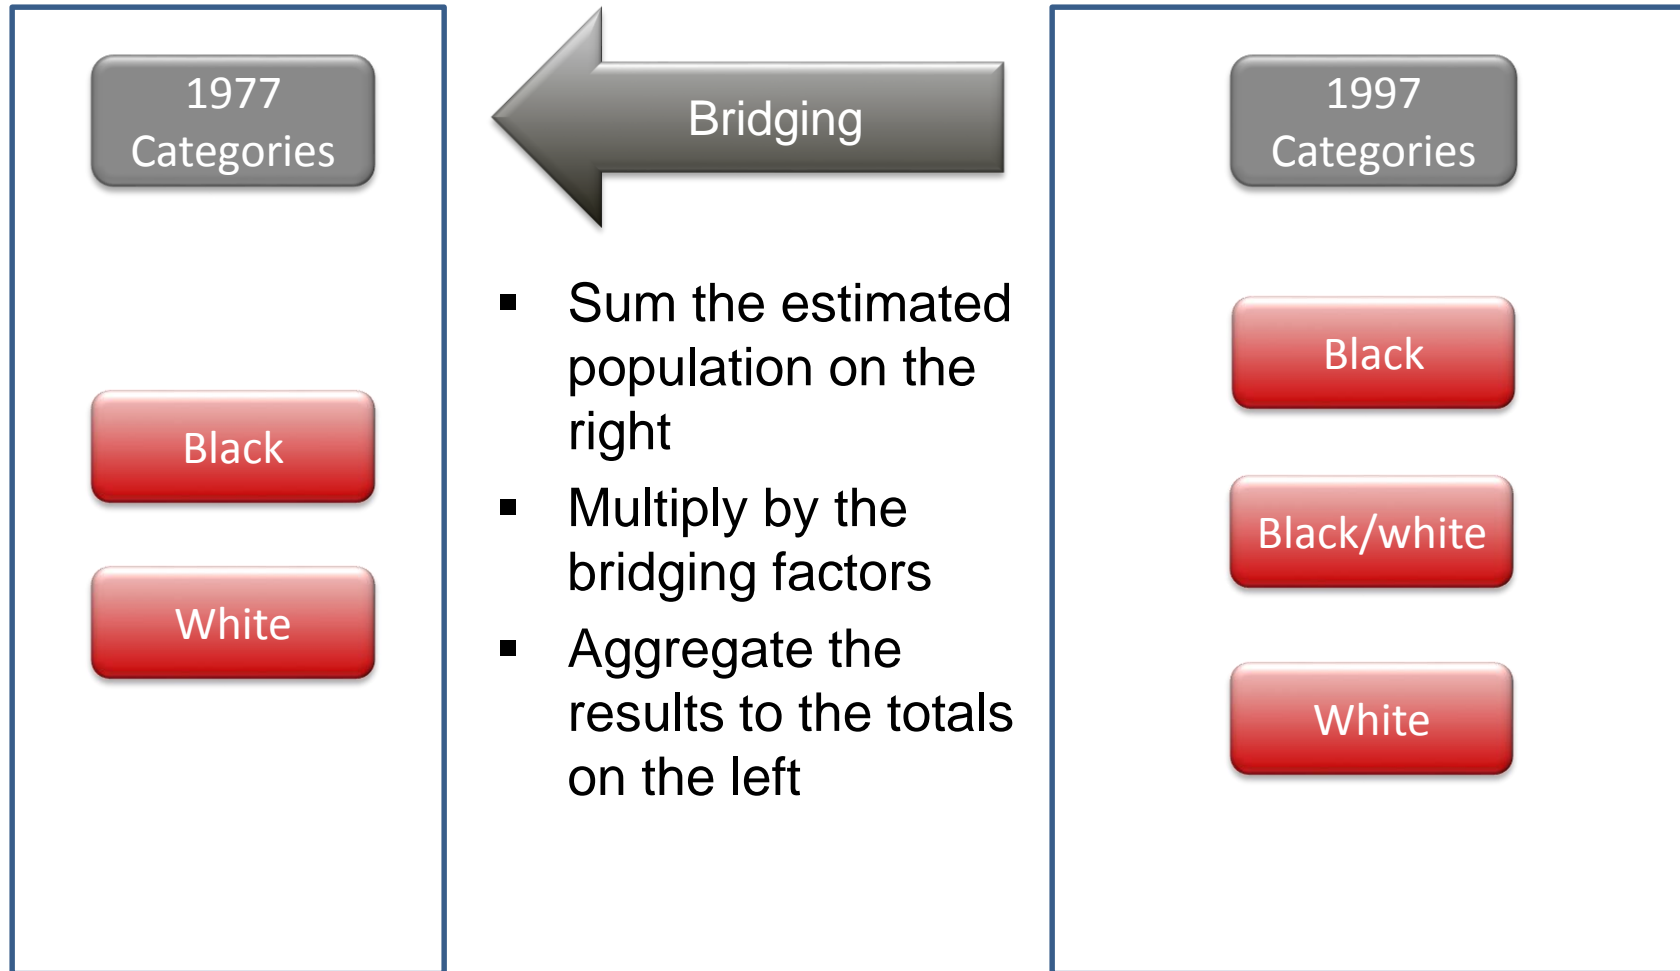 1977
Categories
Black
White
Bridging
▪ Sum the estimated
population on the
right
▪ Multiply by the
bridging factors
▪ Aggregate the
results to the totals
on the left
1997
Categories
Black
Black/white
White